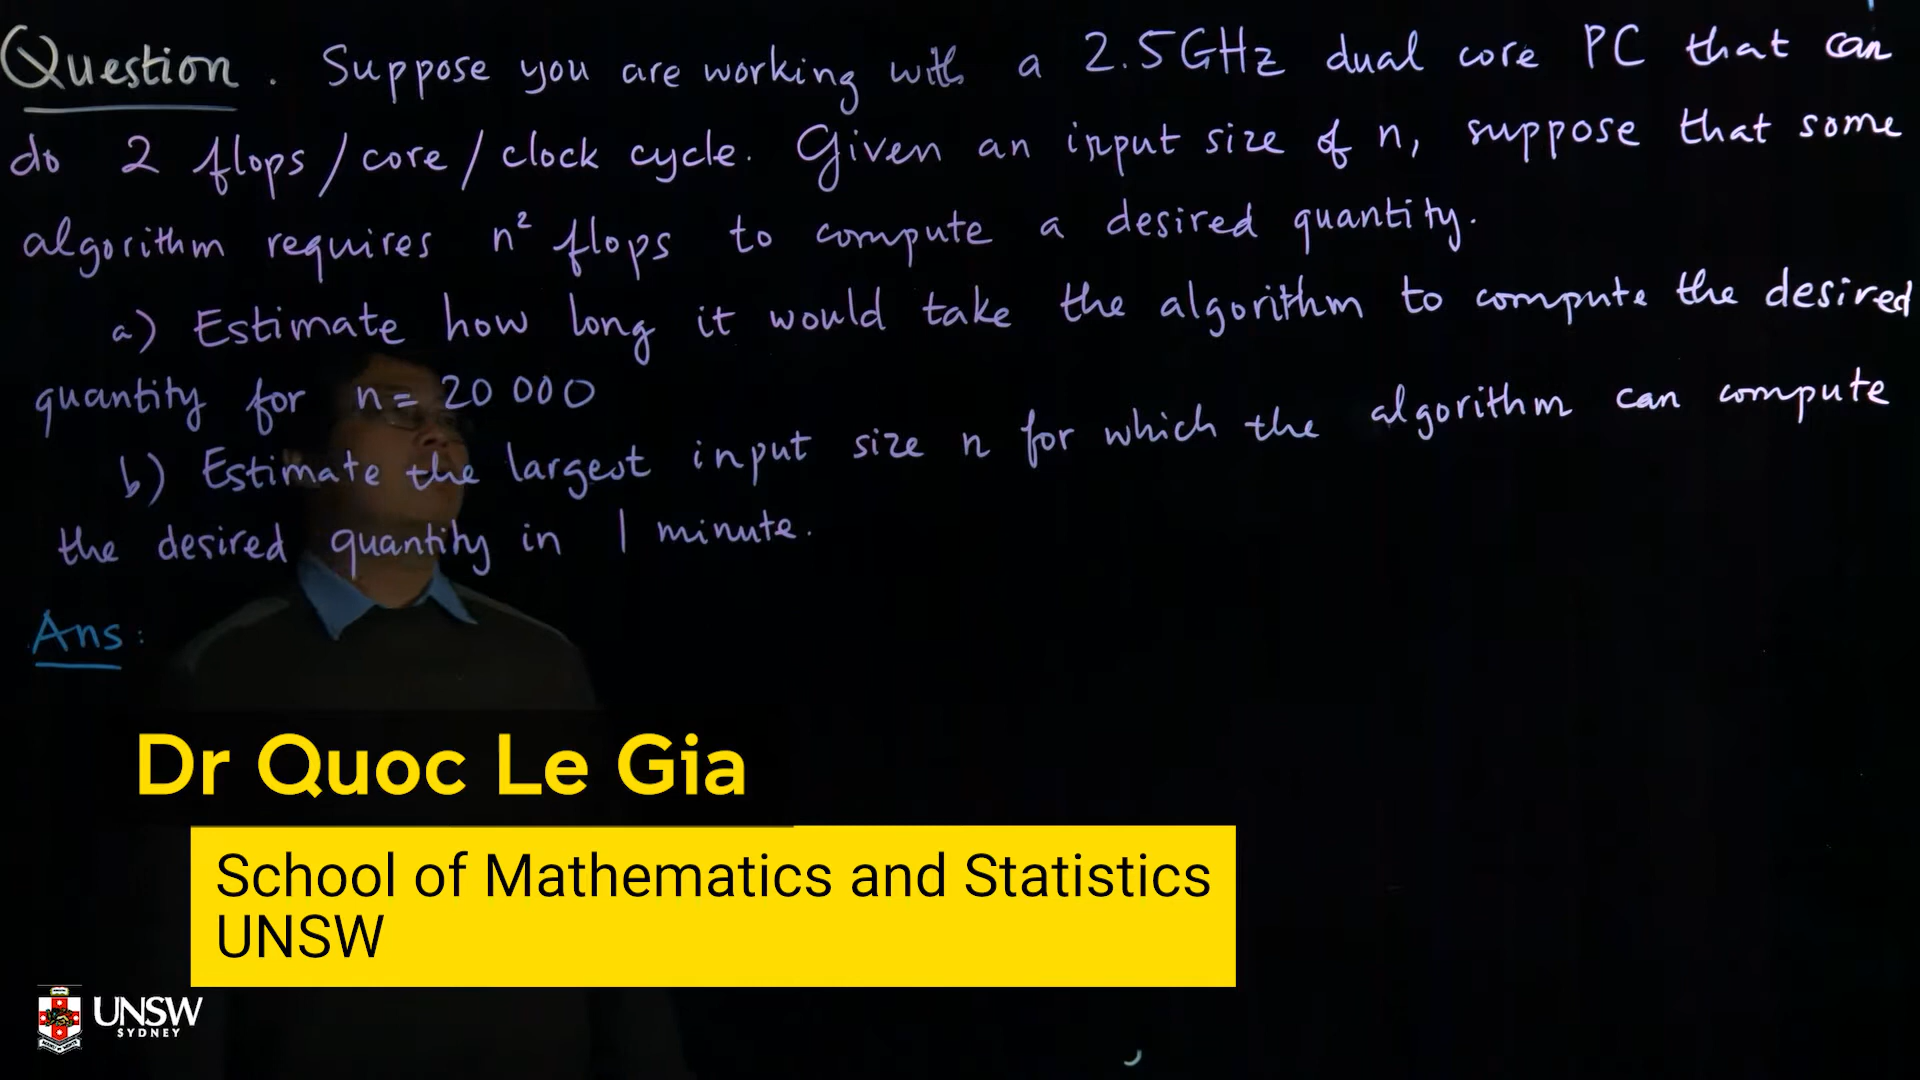 Question. Suppose you are working with a 2.5GHz dual core PC that can
do 2 flops/core/clock cycle. Given an input size of n, suppose that some
algorithm requires n² flops to compute a desired quantity.
a) Estimate how long it would take the algorithm to compute the desired
quantity for n = 20 000
b) Estimate the largest input size n for which the algorithm can compute
the desired quantity in 1 minute.
Ans:
Dr Quoc Le Gia
School of Mathematics and Statistics
UNSW
UNSW
SYDNEY